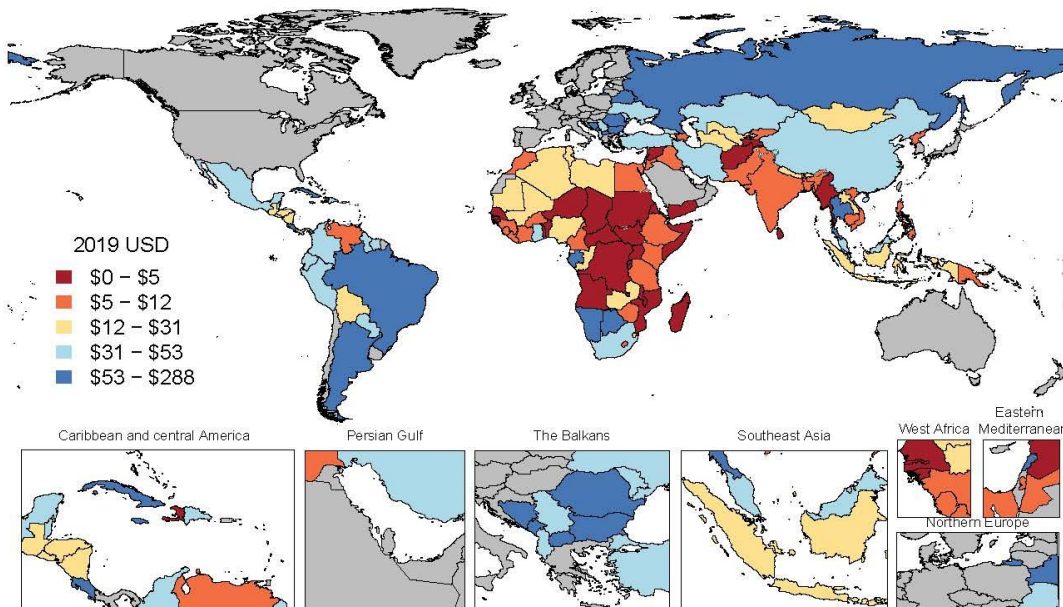 2019 USD
$0 – $5
$5 – $12
$12 – $31
$31 – $53
$53 – $288
Caribbean and central America
Persian Gulf
The Balkans
Southeast Asia
West Africa
Eastern
Mediterranean
Northern Europe